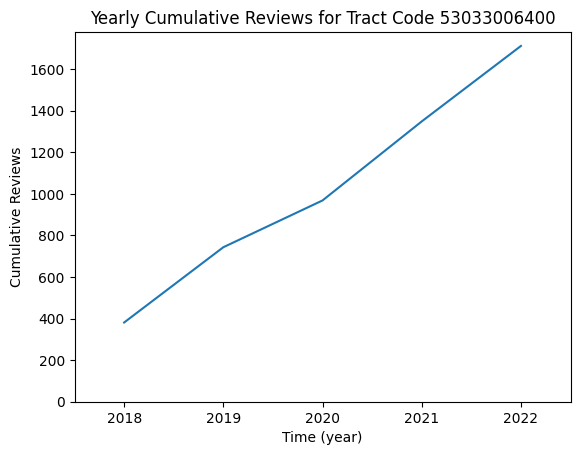 Yearly Cumulative Reviews for Tract Code 53033006400
1600
1400
1200
1000
800
600
400
200
0
Cumulative Reviews
2018 2019 2020 2021 2022
Time (year)